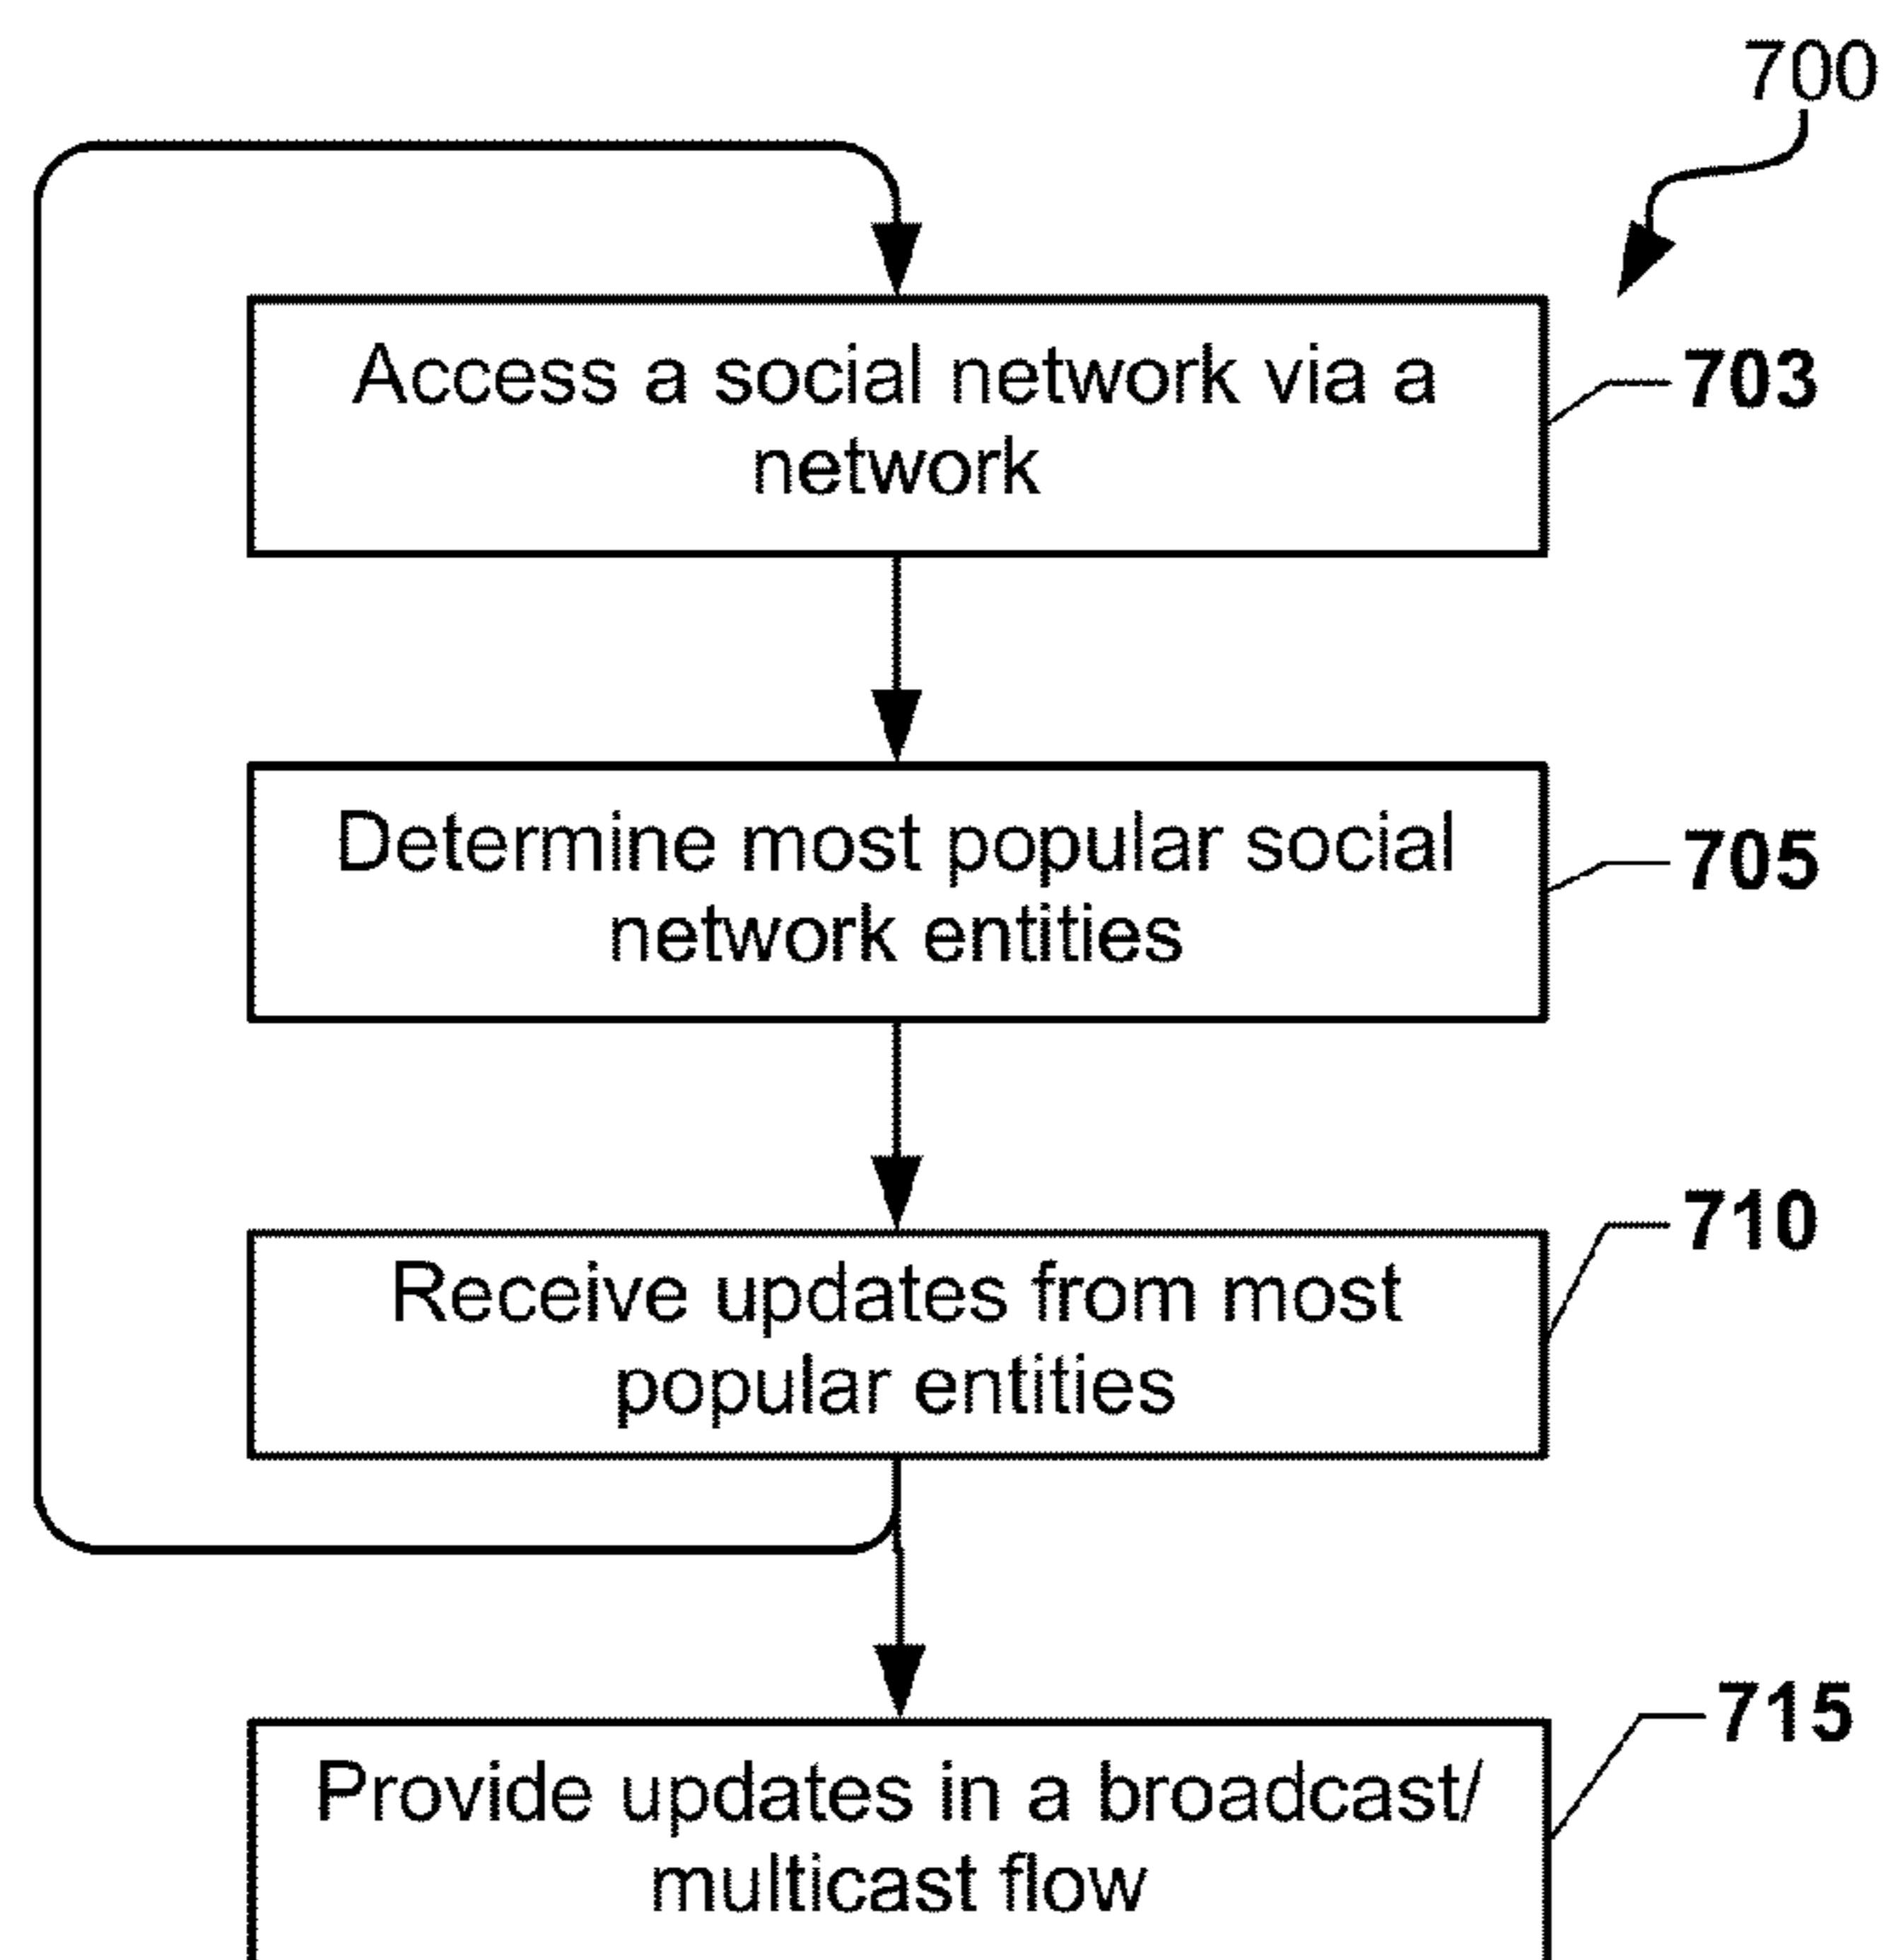 700
Access a social network via a
network
703
Determine most popular social
network entities
705
Receive updates from most
popular entities
710
Provide updates in a broadcast/
multicast flow
715